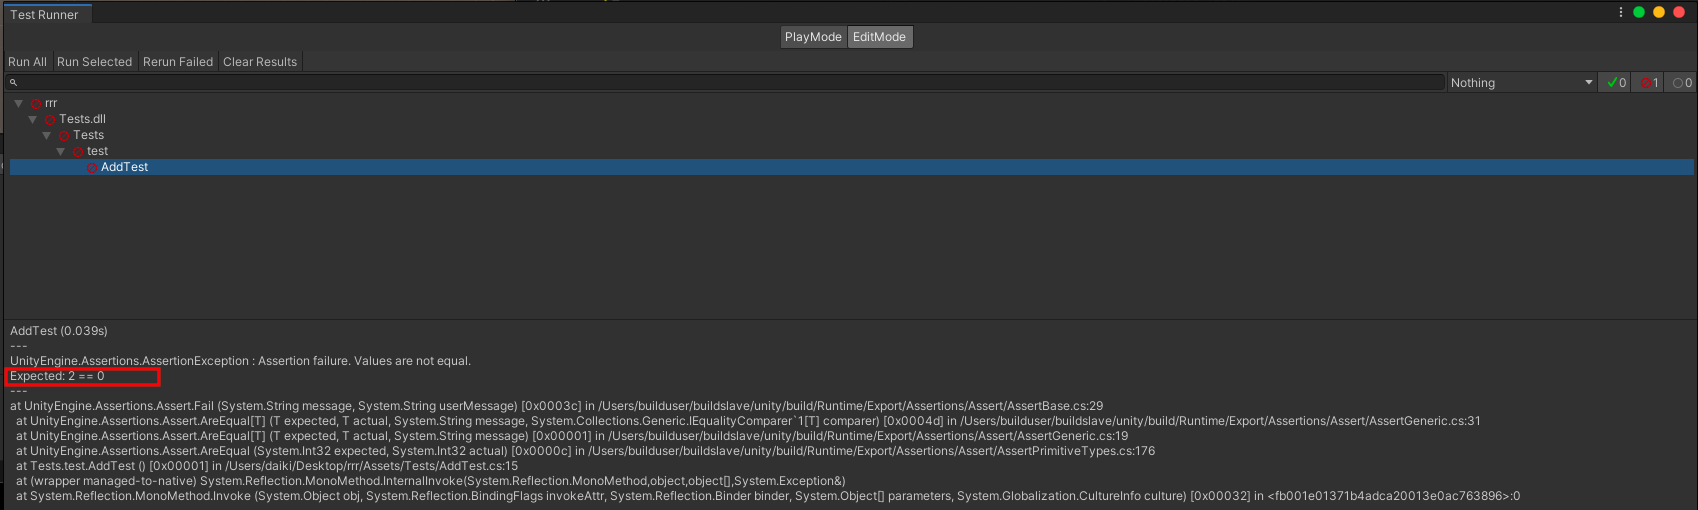 Test Runner
PlayMode EditMode
Run All Run Selected Rerun Failed Clear Results
Nothing 0 1 0
rrr
Tests.dll
Tests
test
AddTest
AddTest (0.039s)
---
UnityEngine.Assertions.AssertionException : Assertion failure. Values are not equal.
Expected: 2 == 0
---
at UnityEngine.Assertions.Assert.Fail (System.String message, System.String userMessage) [0x0003c] in /Users/builduser/buildslave/unity/build/Runtime/Export/Assertions/Assert/AssertBase.cs:29
at UnityEngine.Assertions.Assert.AreEqual[T] (T expected, T actual, System.String message, System.Collections.Generic.IEqualityComparer`1[T] comparer) [0x0004d] in /Users/builduser/buildslave/unity/build/Runtime/Export/Assertions/Assert/AssertGeneric.cs:31
at UnityEngine.Assertions.Assert.AreEqual[T] (T expected, T actual, System.String message) [0x00001] in /Users/builduser/buildslave/unity/build/Runtime/Export/Assertions/Assert/AssertGeneric.cs:19
at UnityEngine.Assertions.Assert.AreEqual (System.Int32 expected, System.Int32 actual) [0x0000c] in /Users/builduser/buildslave/unity/build/Runtime/Export/Assertions/Assert/AssertPrimitiveTypes.cs:176
at Tests.test.AddTest () [0x00001] in /Users/daiki/Desktop/rrr/Assets/Tests/AddTest.cs:15
at (wrapper managed-to-native) System.Reflection.MonoMethod.InternalInvoke(System.Reflection.MonoMethod,object,object[],System.Exception&)
at System.Reflection.MonoMethod.Invoke (System.Object obj, System.Reflection.BindingFlags invokeAttr, System.Reflection.Binder binder, System.Object[] parameters, System.Globalization.CultureInfo culture) [0x00032] in <fb001e01371b4adca20013e0ac763896>:0